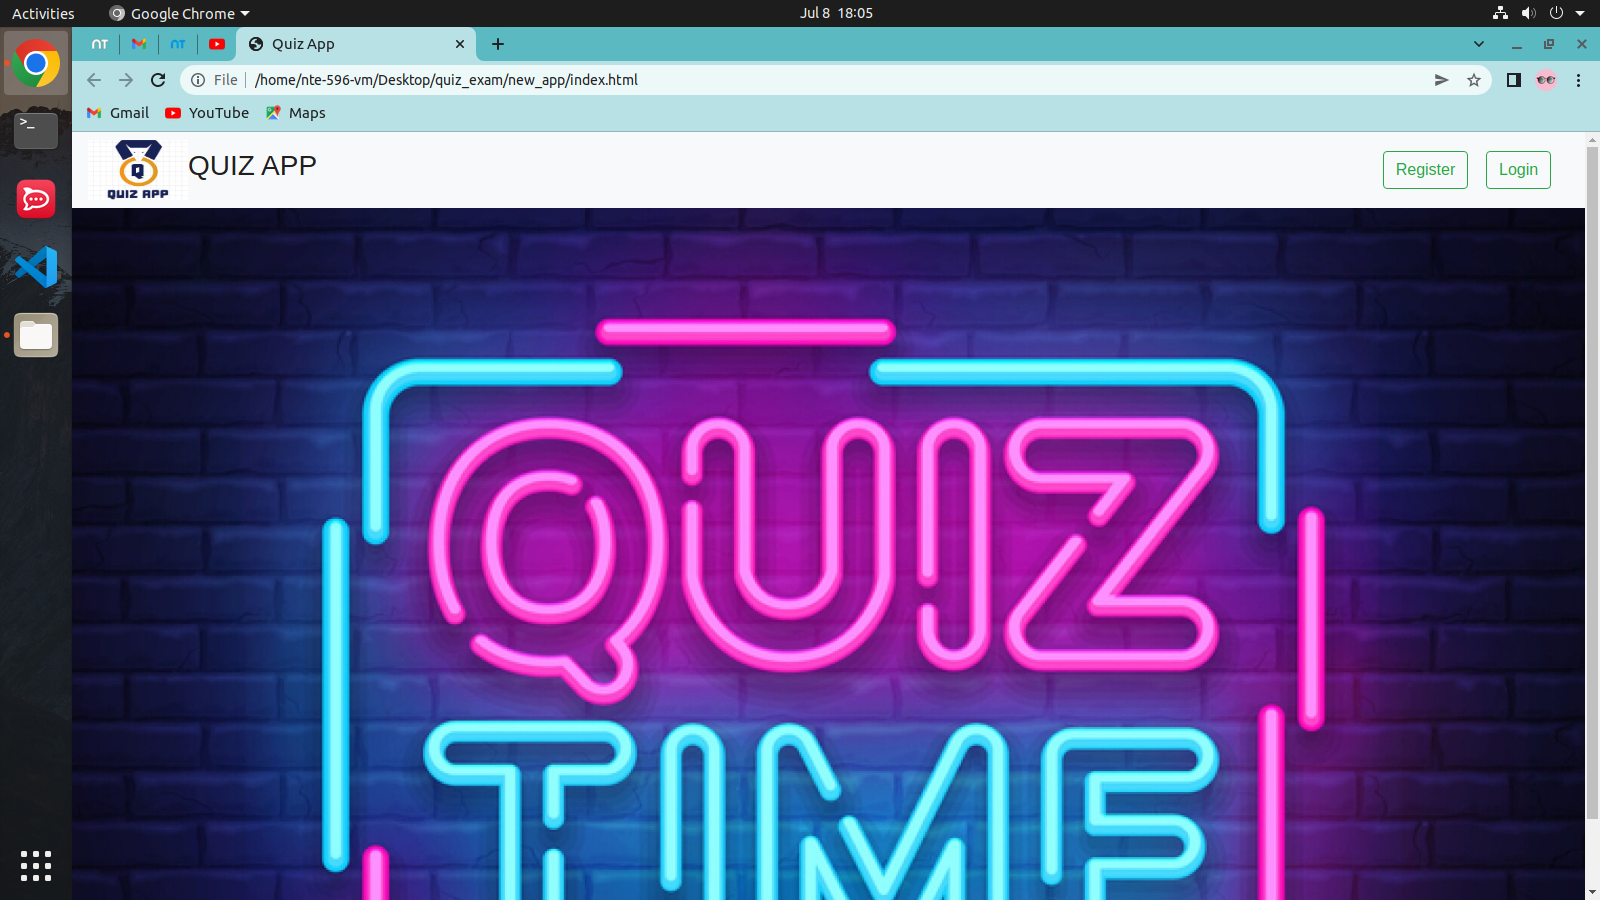 Activities
Google Chrome
Jul 8 18:05
Quiz App
File
/home/nte-596-vm/Desktop/quiz_exam/new_app/index.html
Gmail
YouTube
Maps
Q
QUIZ APP
QUIZ APP
Register
Login
QUIZ
TIME